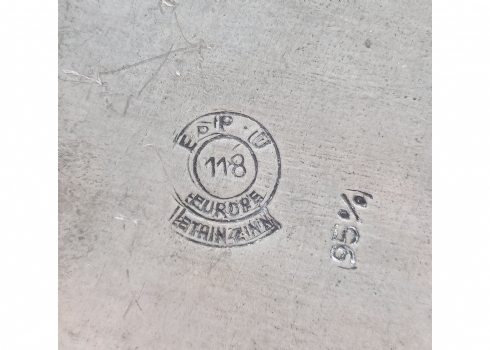 E.P.U
118
EUROPE
ETAIN-ZINN
95%